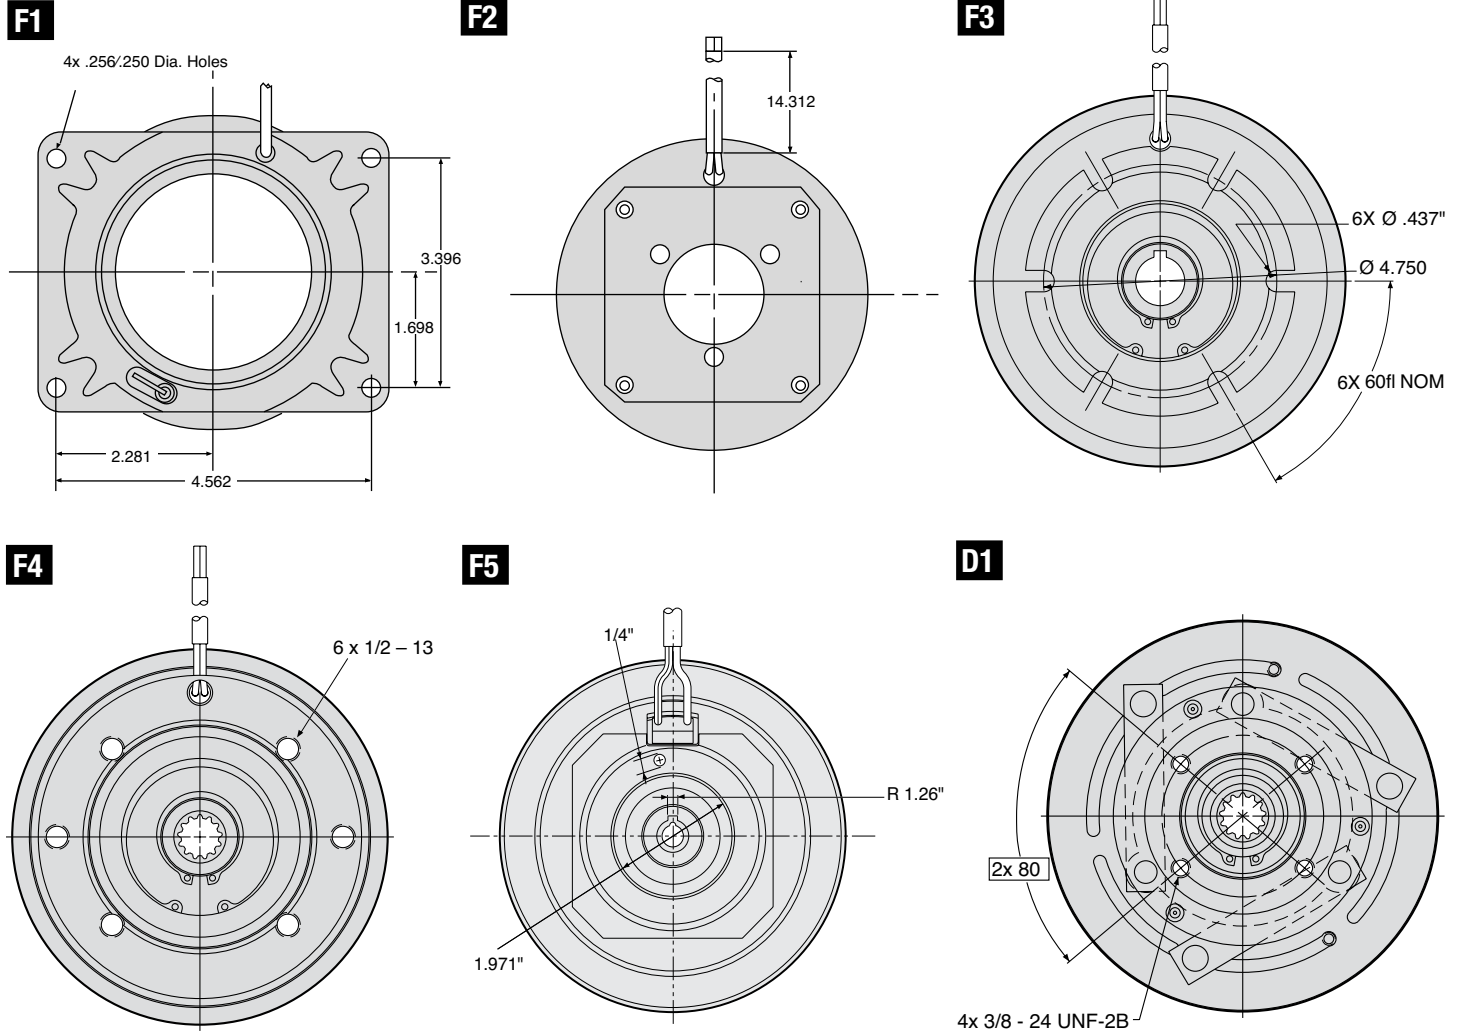 F1
F2
F3
4x .256/.250 Dia. Holes
14.312
6X Ø .437"
3.396
Ø 4.750
1.698
6X 60fl NOM
2.281
4.562
F4
F5
D1
1/4"
6 x 1/2 – 13
R 1.26"
2x 80
1.971"
4x 3/8 - 24 UNF-2B